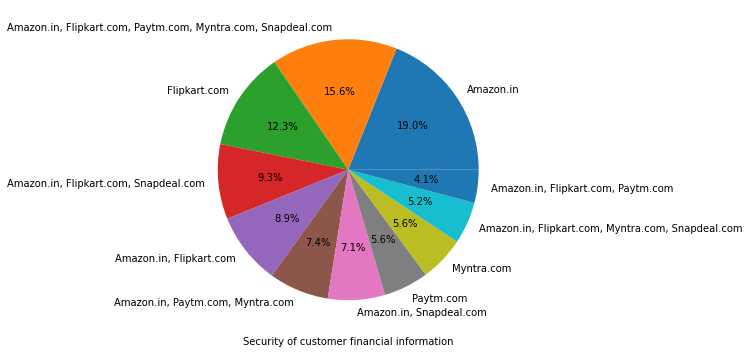 Amazon.in, Flipkart.com, Paytm.com, Myntra.com, Snapdeal.com
Flipkart.com
15.6%
Amazon.in
12.3%
19.0%
Amazon.in, Flipkart.com, Snapdeal.com
9.3%
4.1%
Amazon.in, Flipkart.com, Paytm.com
8.9%
5.2%
5.6%
Amazon.in, Flipkart.com, Myntra.com, Snapdeal.com
7.4%
7.1%
5.6%
Amazon.in, Flipkart.com
Myntra.com
Amazon.in, Paytm.com, Myntra.com
Paytm.com
Amazon.in, Snapdeal.com
Security of customer financial information